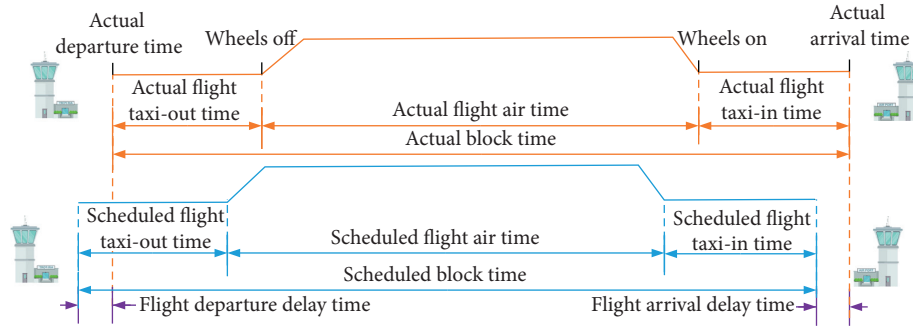 Actual
departure time
Wheels off
Wheels on
Actual
arrival time
Actual flight
taxi-out time
Actual flight air time
Actual flight
taxi-in time
Actual block time
Scheduled flight
taxi-out time
Scheduled flight air time
Scheduled flight
taxi-in time
Scheduled block time
Flight departure delay time
Flight arrival delay time